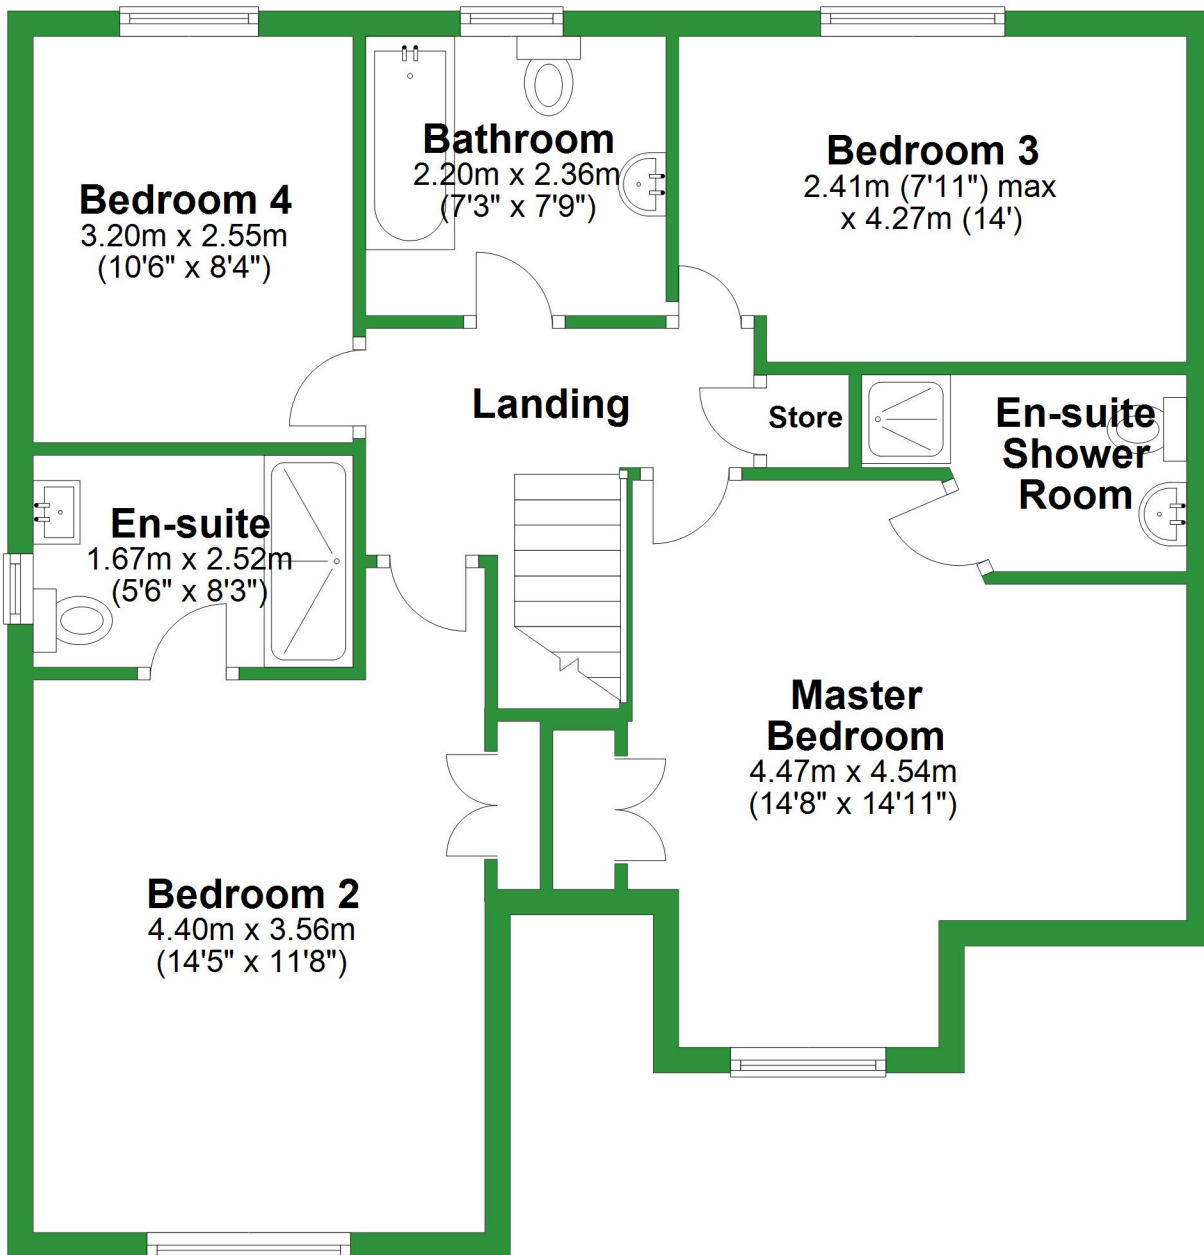 Bathroom
2.20m x 2.36m
(7'3" x 7'9")
Bedroom 3
2.41m (7'11") max
x 4.27m (14')
Bedroom 4
3.20m x 2.55m
(10'6" x 8'4")
Landing
Store
En-suite
Shower
Room
En-suite
1.67m x 2.52m
(5'6" x 8'3")
Master
Bedroom
4.47m x 4.54m
(14'8" x 14'11")
Bedroom 2
4.40m x 3.56m
(14'5" x 11'8")